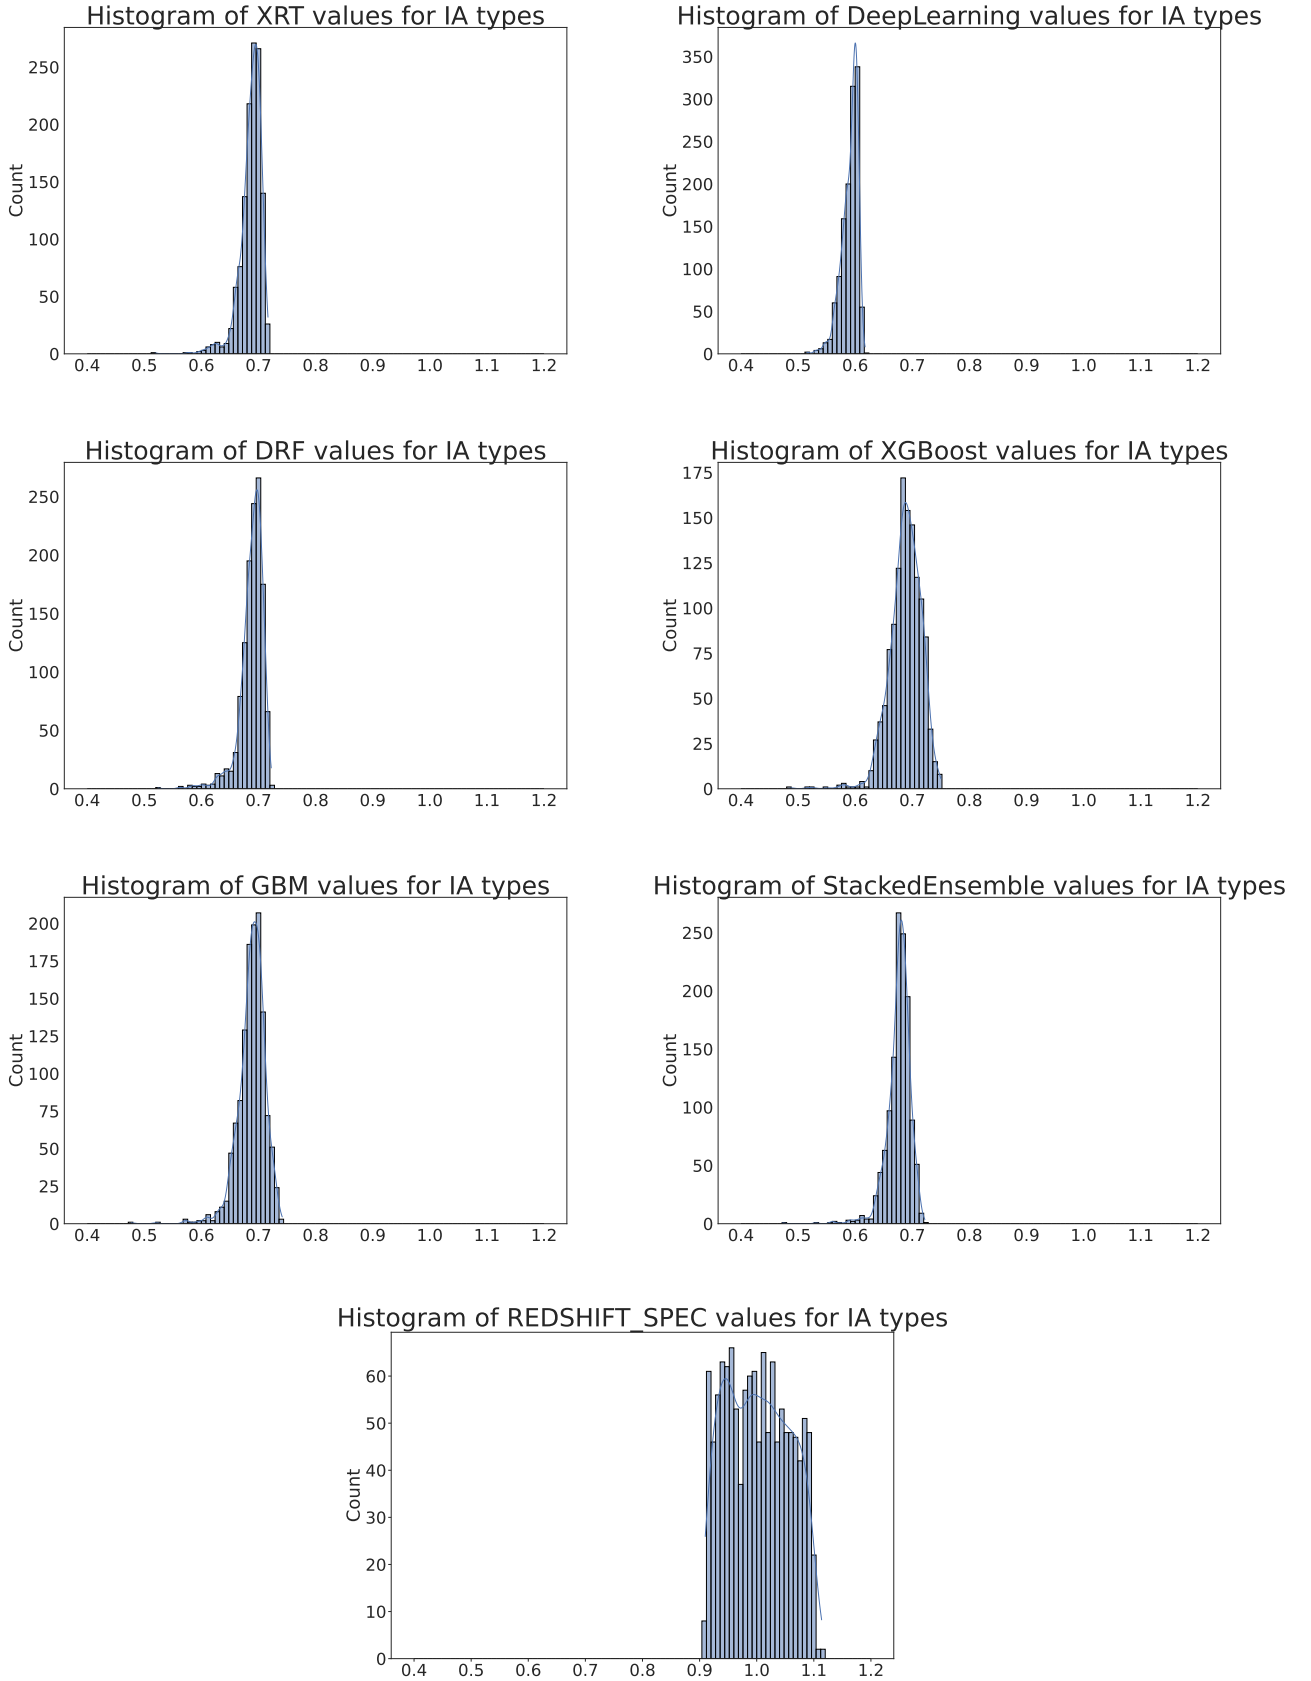 Histogram of XRT values for IA types
Count
250
200
150
100
50
0
0.4 0.5 0.6 0.7 0.8 0.9 1.0 1.1 1.2
Histogram of DeepLearning values for IA types
Count
350
300
250
200
150
100
50
0
0.4 0.5 0.6 0.7 0.8 0.9 1.0 1.1 1.2
Histogram of DRF values for IA types
Count
250
200
150
100
50
0
0.4 0.5 0.6 0.7 0.8 0.9 1.0 1.1 1.2
Histogram of XGBoost values for IA types
Count
175
150
125
100
75
50
25
0
0.4 0.5 0.6 0.7 0.8 0.9 1.0 1.1 1.2
Histogram of GBM values for IA types
Count
200
175
150
125
100
75
50
25
0
0.4 0.5 0.6 0.7 0.8 0.9 1.0 1.1 1.2
Histogram of StackedEnsemble values for IA types
Count
250
200
150
100
50
0
0.4 0.5 0.6 0.7 0.8 0.9 1.0 1.1 1.2
Histogram of REDSHIFT_SPEC values for IA types
Count
60
50
40
30
20
10
0
0.4 0.5 0.6 0.7 0.8 0.9 1.0 1.1 1.2